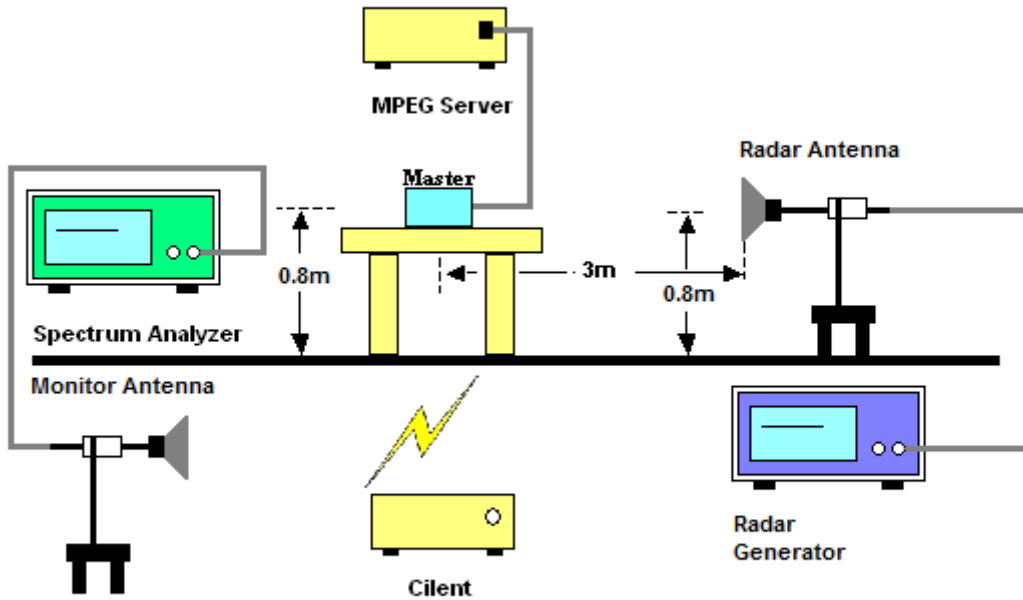 MPEG Server
Radar Antenna
Master
0.8m
3m
0.8m
Spectrum Analyzer
Monitor Antenna
Radar
Generator
Cilent